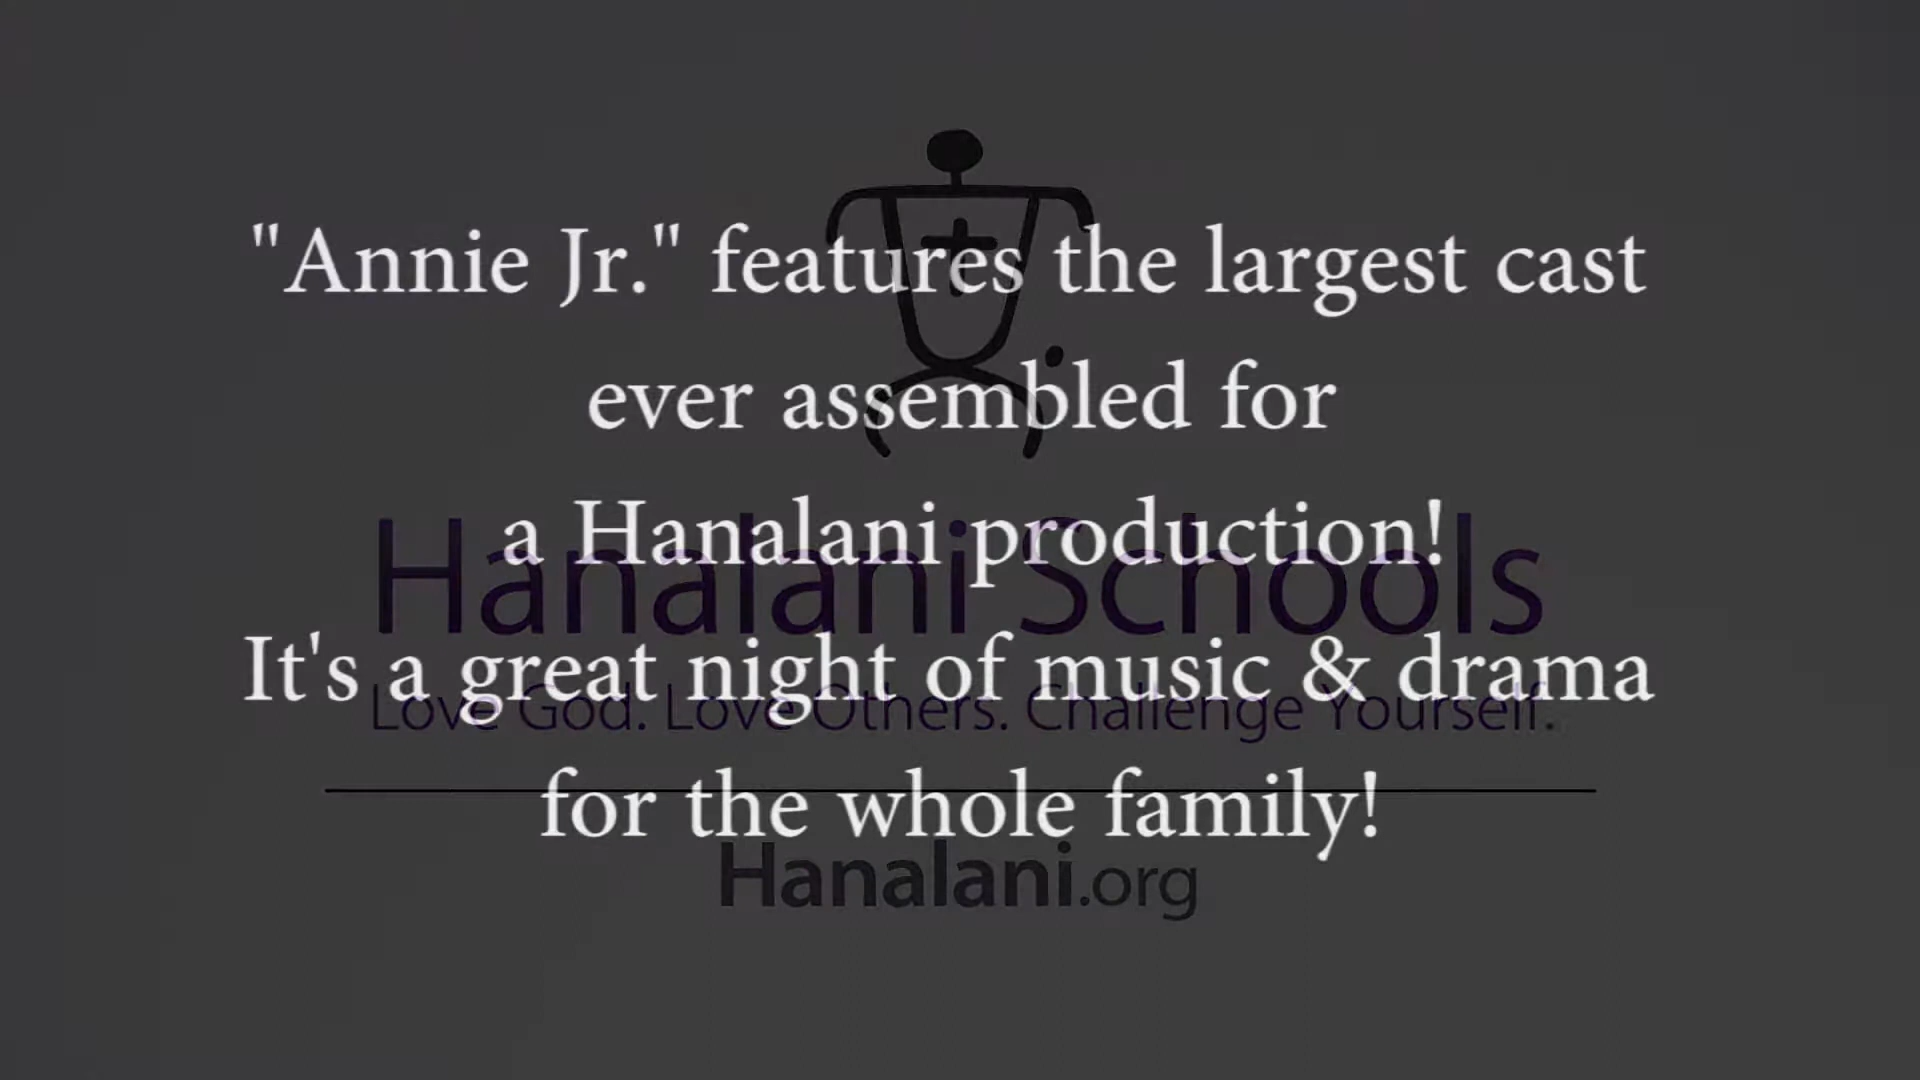 "Annie Jr." features the largest cast
ever assembled for
a Hanalani production!
Hanalani Schools
It's a great night of music & drama
Love God. Love Others. Challenge Yourself.
for the whole family!
Hanalani.org